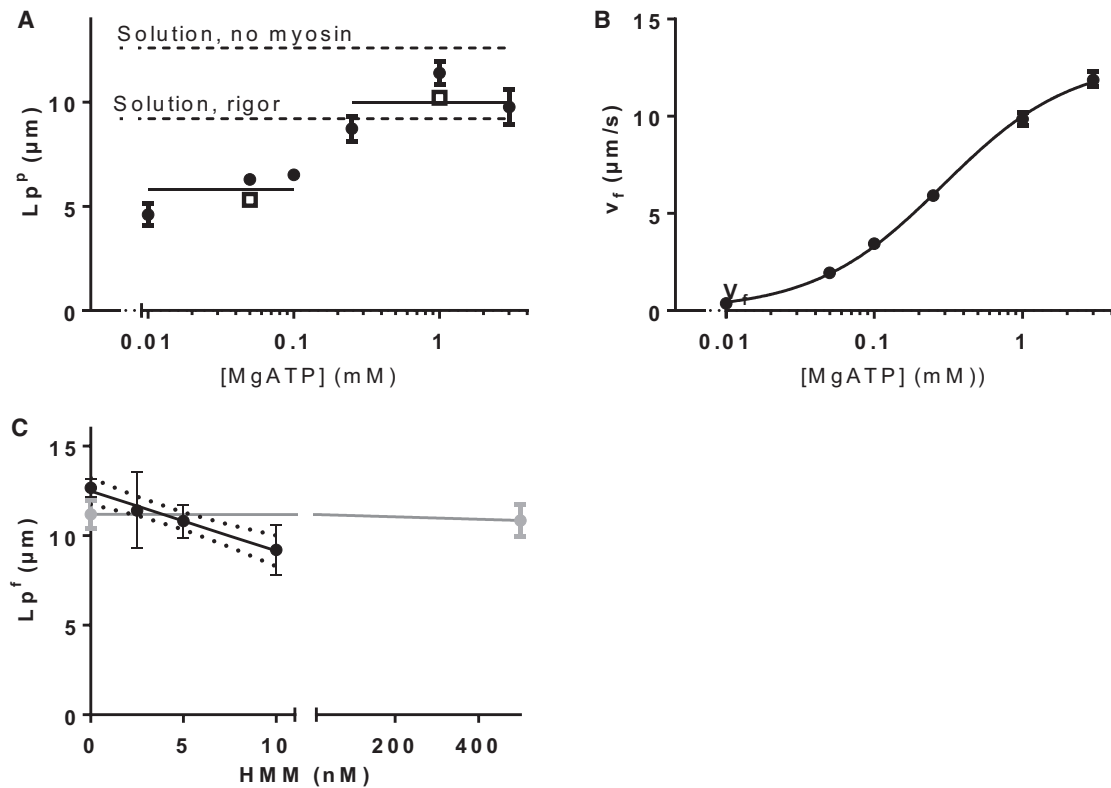 A
Solution, no myosin
Solution, rigor
10
5
0
Lpᵖ (μm)
0.01 0.1 1
[MgATP] (mM)
B
15
10
5
0
v_f (μm/s)
V_f
0.01 0.1 1
[MgATP] (mM))
C
15
10
5
0
Lpᶠ (μm)
0 5 10 200 400
HMM (nM)